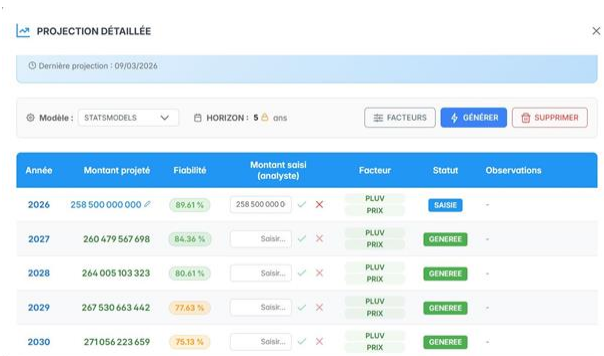 PROJECTION DÉTAILLÉE
Dernière projection : 09/03/2026
Modèle : STATSMODELS HORIZON : 5 ans FACTEURS GÉNÉRER SUPPRIMER
Année Montant projeté Fiabilité Montant saisi (analyste) Facteur Statut Observations
2026 258 500 000 000 89.61 % 258 500 000 0 PLUV PRIX SAISIE -
2027 260 479 567 698 84.36 % Saisir... PLUV PRIX GENEREE -
2028 264 005 103 323 80.61 % Saisir... PLUV PRIX GENEREE -
2029 267 530 663 442 77.63 % Saisir... PLUV PRIX GENEREE -
2030 271 056 223 659 75.13 % Saisir... PLUV PRIX GENEREE -